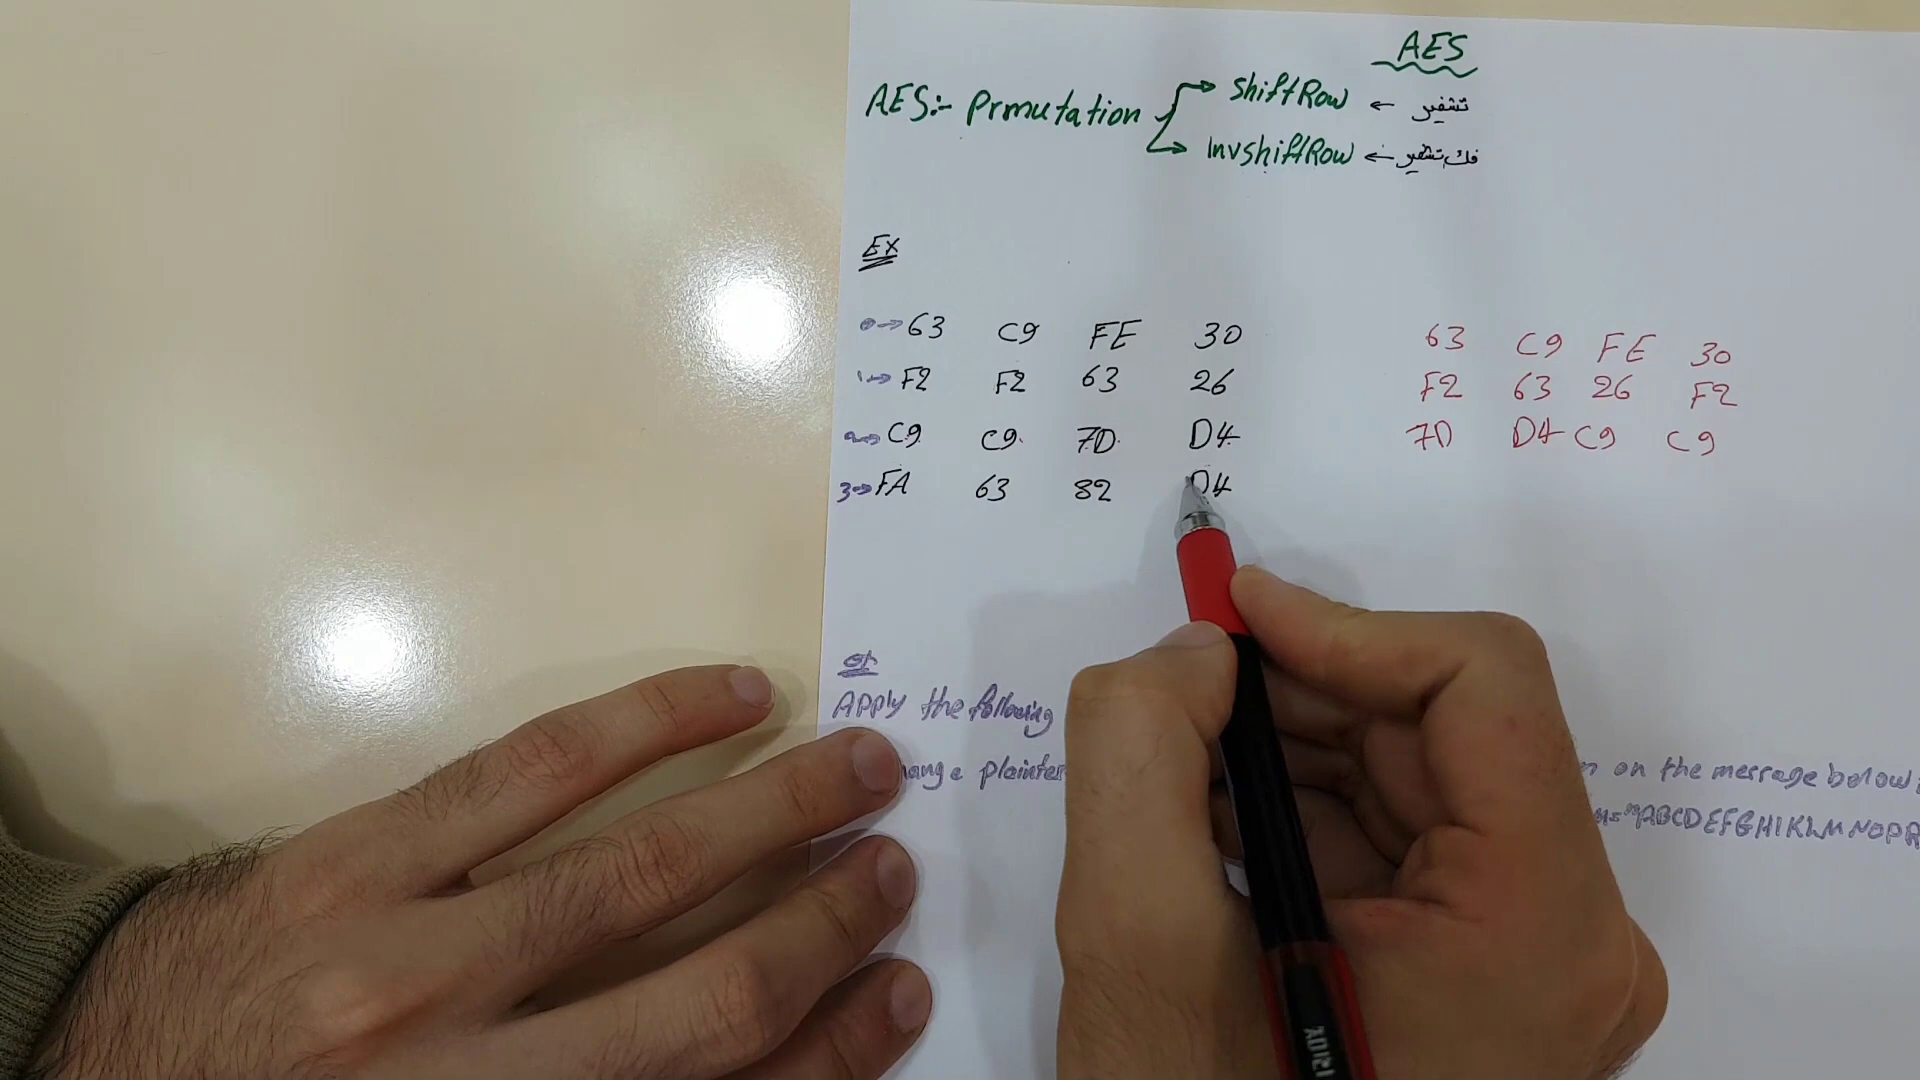 AES
AES:- Prmutation
ShiftRow ← تشفير
InvshiftRow ← فك تشفير
Ex
0→ 63 C9 FE 30
1→ F2 F2 63 26
2→ C9 C9 7D D4
3→ FA 63 82 D4
63 C9 FE 30
F2 63 26 F2
7D D4 C9 C9
Apply the following
on the message below:
M="ABCDEFGHIKLMNOPR